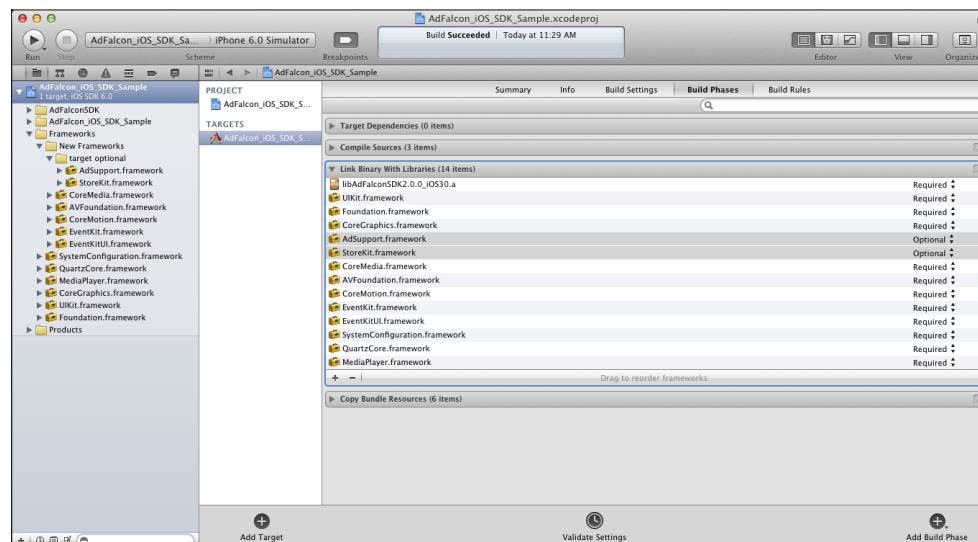 AdFalcon_iOS_SDK_Sample.xcodeproj
AdFalcon_iOS_SDK_Sa... iPhone 6.0 Simulator
Build Succeeded | Today at 11:29 AM
Run Stop Scheme Breakpoints Editor View Organize
AdFalcon_iOS_SDK_Sample
AdFalcon_iOS_SDK_Sample
1 target, iOS SDK 6.0
AdFalconSDK
AdFalcon_iOS_SDK_Sample
Frameworks
New Frameworks
target optional
AdSupport.framework
StoreKit.framework
CoreMedia.framework
AVFoundation.framework
CoreMotion.framework
EventKit.framework
EventKitUI.framework
SystemConfiguration.framework
QuartzCore.framework
MediaPlayer.framework
CoreGraphics.framework
UIKit.framework
Foundation.framework
Products
PROJECT
AdFalcon_iOS_SDK_S...
TARGETS
AdFalcon_iOS_SDK_S...
Summary Info Build Settings Build Phases Build Rules
Target Dependencies (0 items)
Compile Sources (3 items)
Link Binary With Libraries (14 items)
libAdFalconSDK2.0.0_iOS30.a Required
UIKit.framework Required
Foundation.framework Required
CoreGraphics.framework Required
AdSupport.framework Optional
StoreKit.framework Optional
CoreMedia.framework Required
AVFoundation.framework Required
CoreMotion.framework Required
EventKit.framework Required
EventKitUI.framework Required
SystemConfiguration.framework Required
QuartzCore.framework Required
MediaPlayer.framework Required
+ − Drag to reorder frameworks
Copy Bundle Resources (6 items)
Add Target Validate Settings Add Build Phase